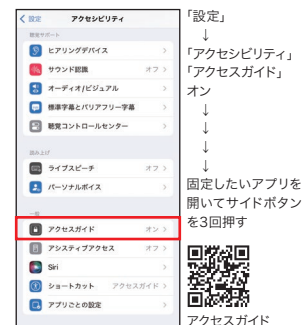 設定
アクセシビリティ
聴覚サポート
ヒアリングデバイス
サウンド認識 オフ
オーディオ/ビジュアル
標準字幕とバリアフリー字幕
聴覚コントロールセンター
読み上げ
ライブスピーチ オフ
パーソナルボイス
一般
アクセスガイド オン
アシスティブアクセス オフ
Siri
ショートカット アクセスガイド
アプリごとの設定
「設定」
↓
「アクセシビリティ」
「アクセスガイド」
オン
↓
↓
↓
↓
固定したいアプリを
開いてサイドボタン
を3回押す
アクセスガイド